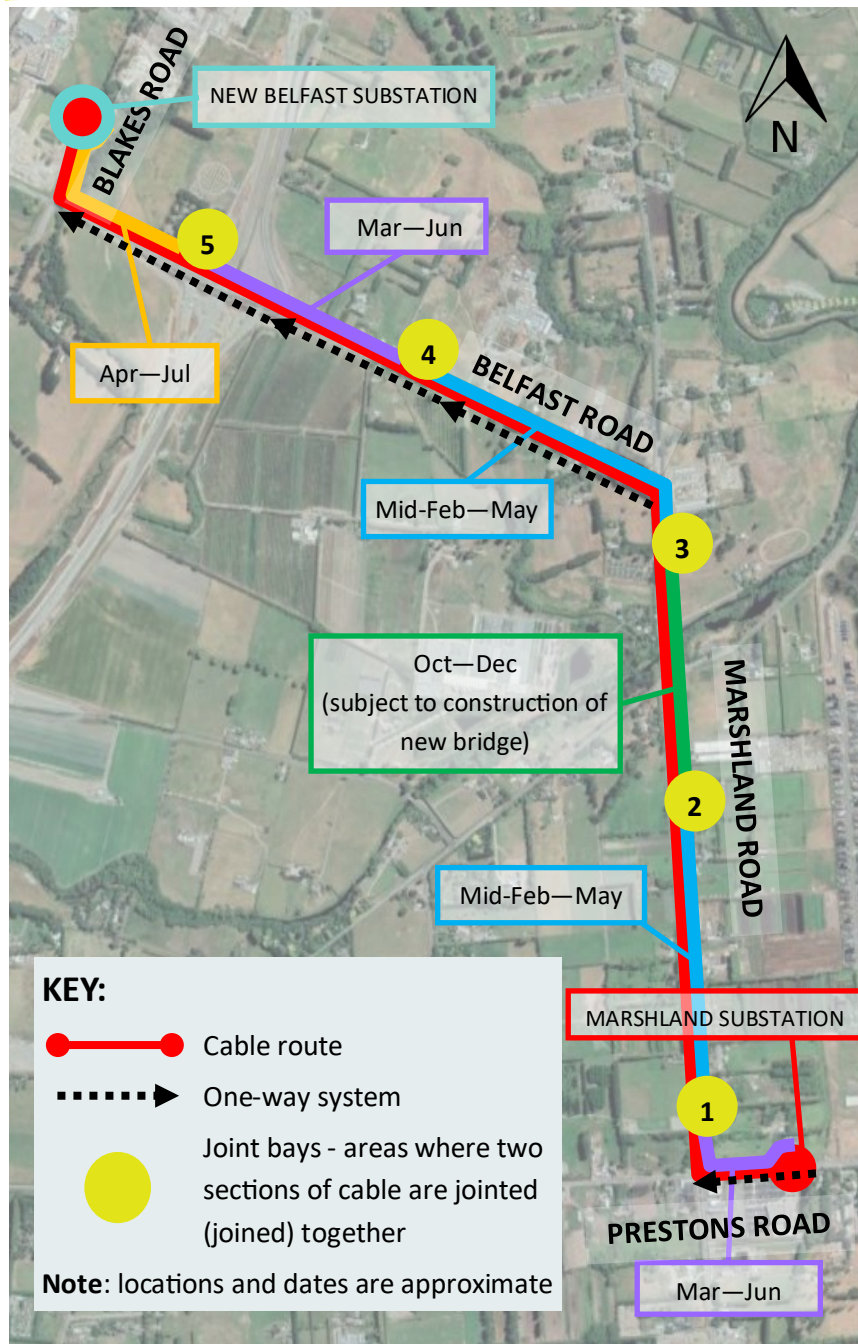 BLAKES ROAD
NEW BELFAST SUBSTATION
N
Mar—Jun
5
4
Apr—Jul
BELFAST ROAD
Mid-Feb—May
3
Oct—Dec
(subject to construction of
new bridge)
MARSHLAND ROAD
2
Mid-Feb—May
MARSHLAND SUBSTATION
1
PRESTONS ROAD
Mar—Jun
KEY:
Cable route
One-way system
Joint bays - areas where two
sections of cable are jointed
(joined) together
Note: locations and dates are approximate